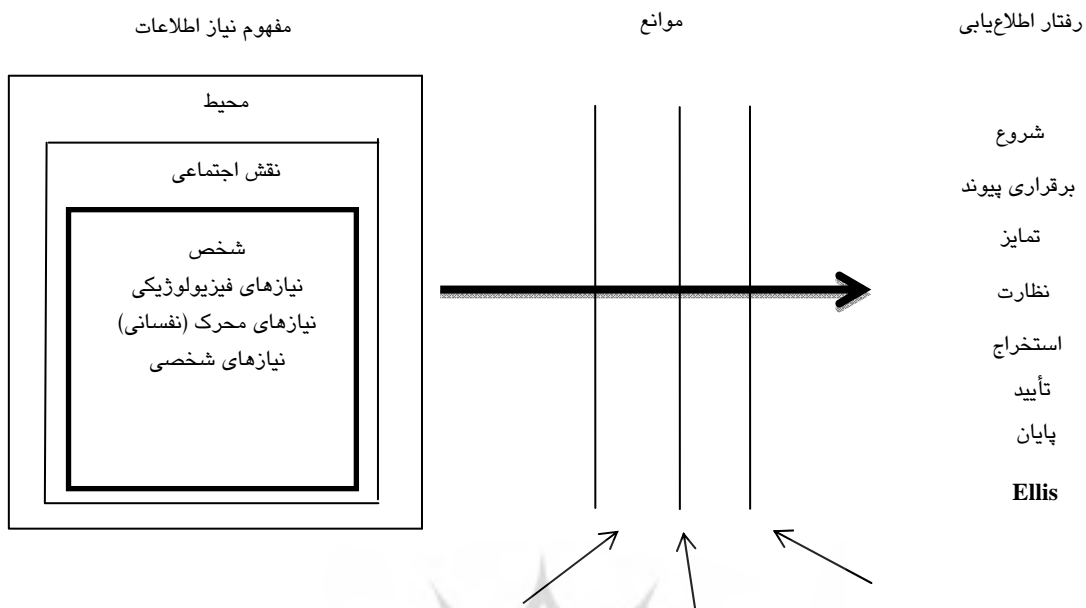 مفهوم نیاز اطلاعات
موانع
رفتار اطلاع‌یابی
محیط
نقش اجتماعی
شخص
نیازهای فیزیولوژیکی
نیازهای محرک (نفسانی)
نیازهای شخصی
شروع
برقراری پیوند
تمایز
نظارت
استخراج
تأیید
پایان
Ellis